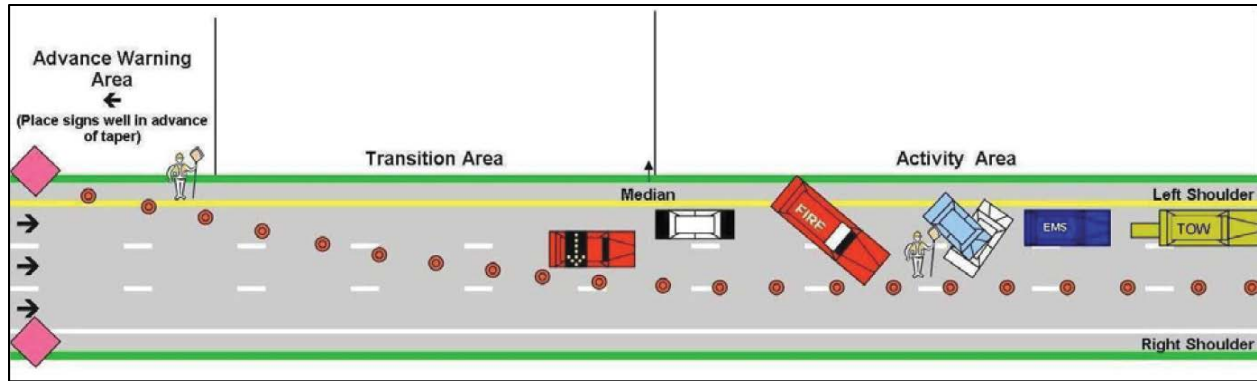 Advance Warning
Area
(Place signs well in advance
of taper)
Transition Area
Activity Area
Median
Left Shoulder
FIRE
EMS
TOW
Right Shoulder